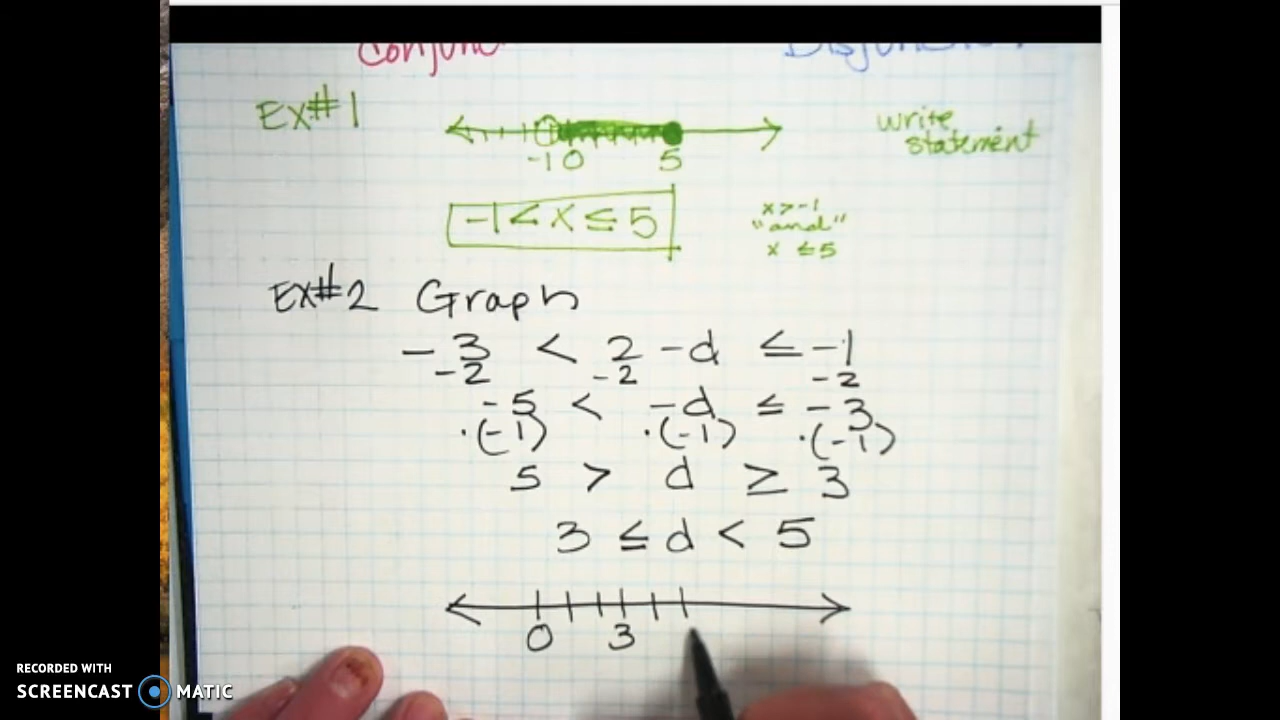 Ex#1
-1 0 5
write
statement
-1 < x ≤ 5
x > -1
"and"
x ≤ 5
Ex#2 Graph
- 3 < 2 - d ≤ -1
-2 -2 -2
-5 < -d ≤ -3
·(-1) ·(-1) ·(-1)
5 > d ≥ 3
3 ≤ d < 5
0 3
RECORDED WITH
SCREENCAST MATIC